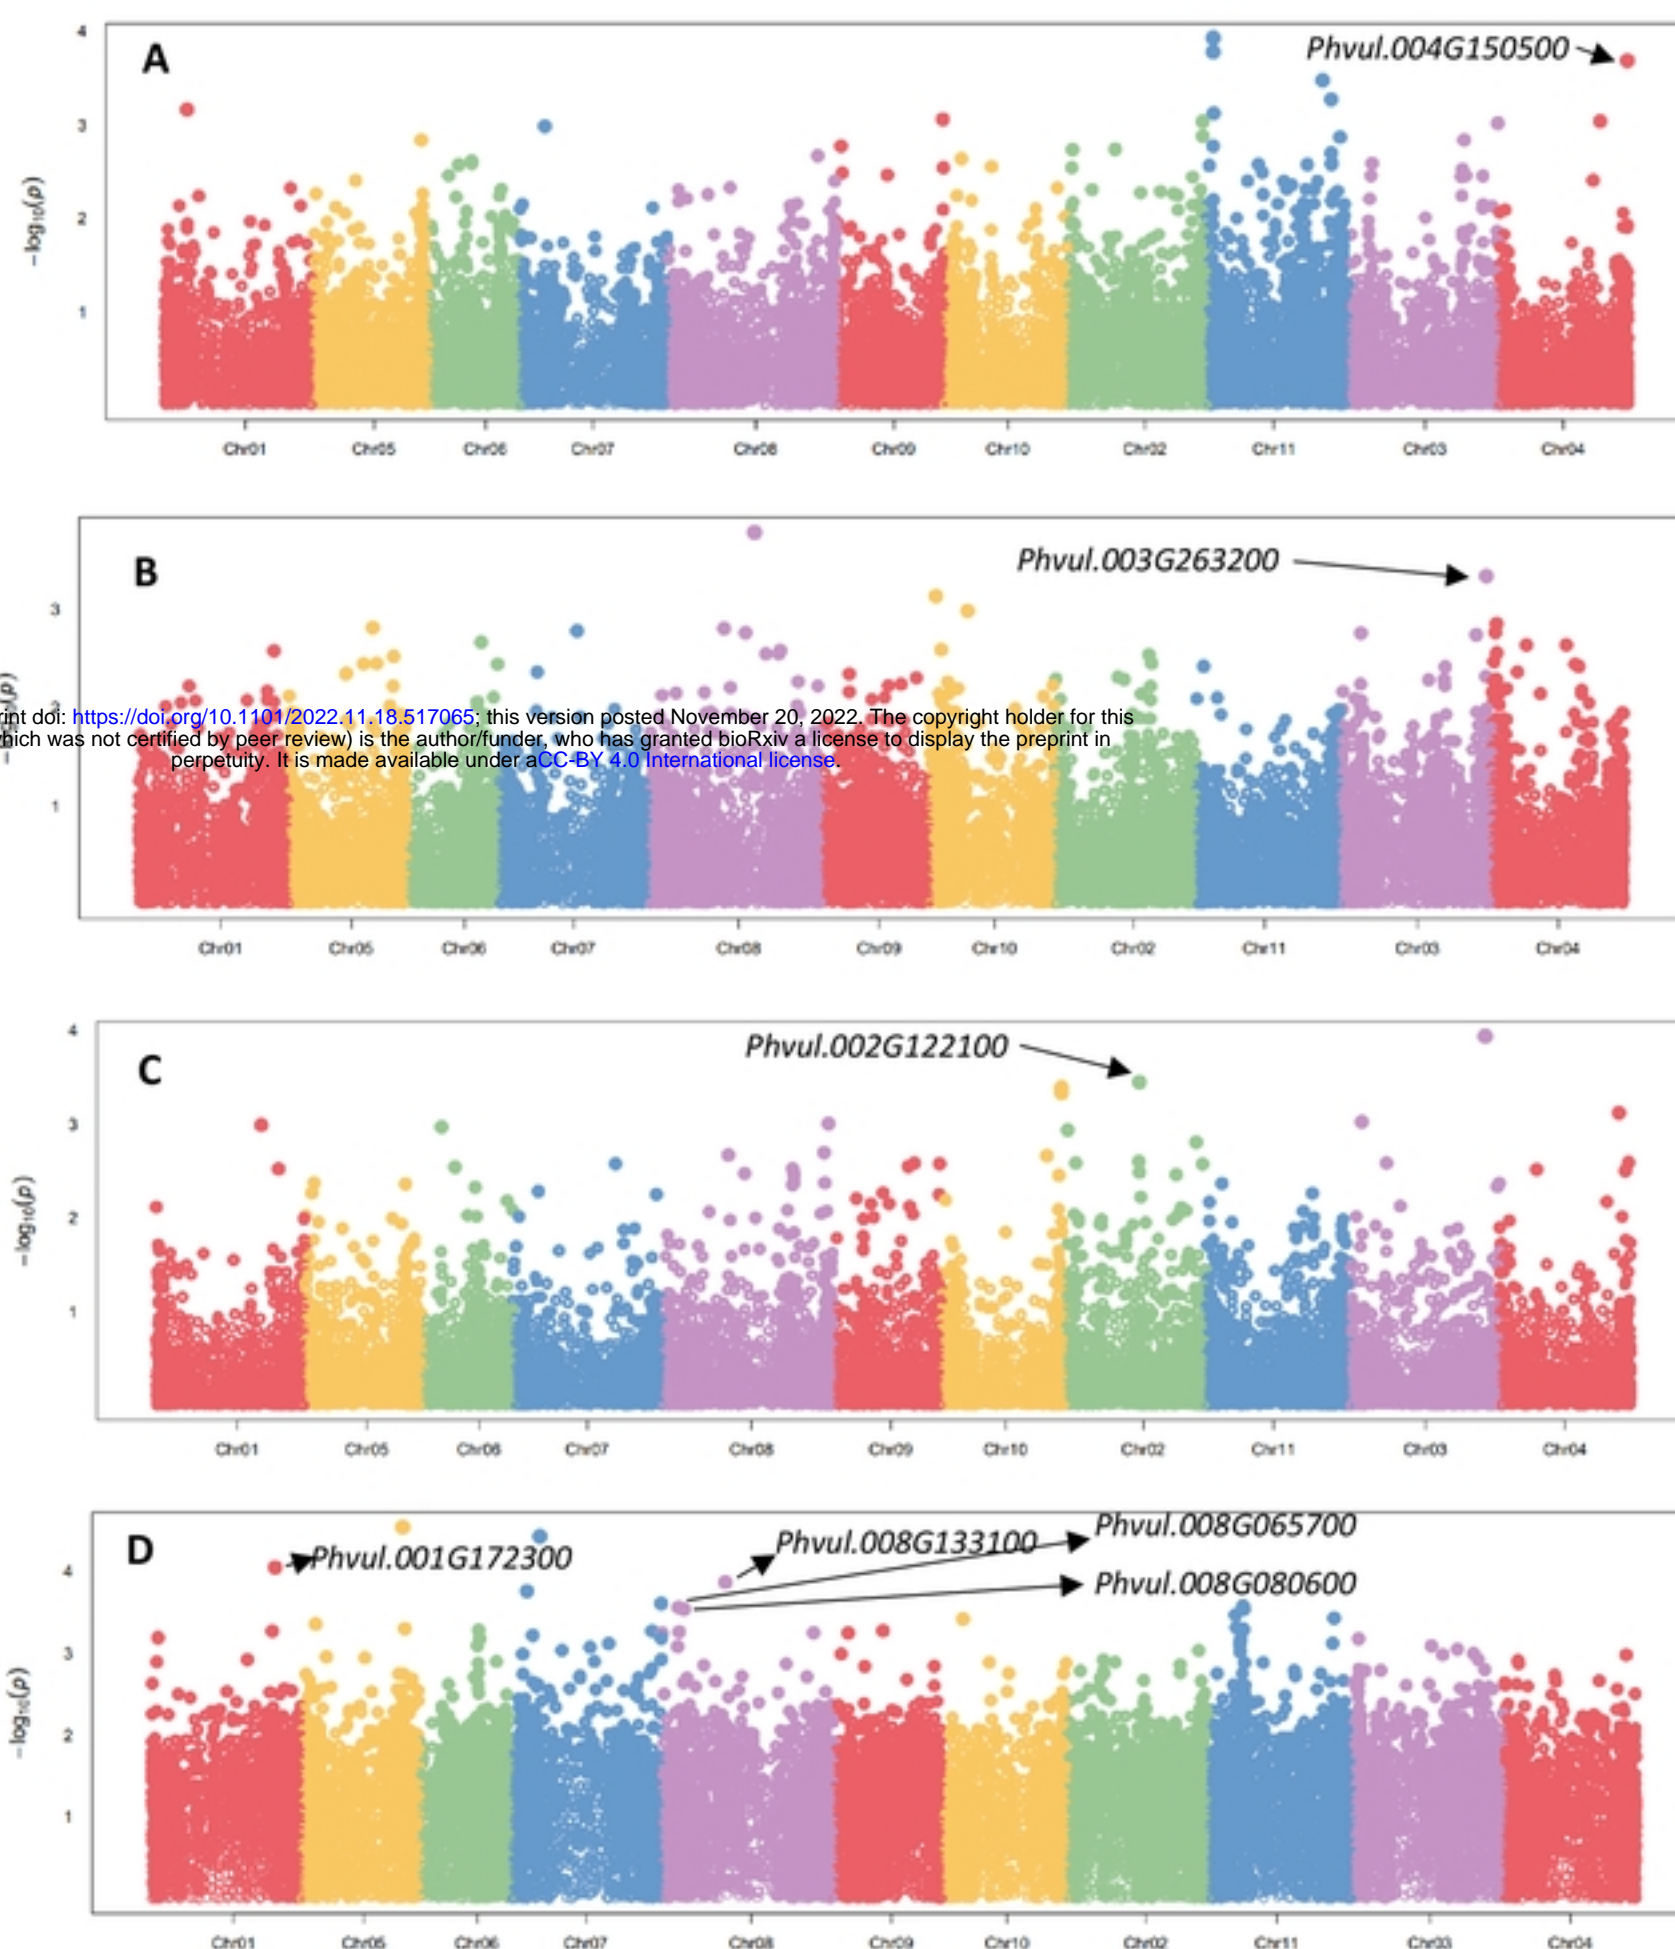 4
A
Phvul.004G150500
3
2
1
−log10(p)
Chr01 Chr05 Chr06 Chr07 Chr08 Chr09 Chr10 Chr02 Chr11 Chr03 Chr04
B
Phvul.003G263200
3
int doi: https://doi.org/10.1101/2022.11.18.517065; this version posted November 20, 2022. The copyright holder for this
hich was not certified by peer review) is the author/funder, who has granted bioRxiv a license to display the preprint in
perpetuity. It is made available under aCC-BY 4.0 International license.
1
Chr01 Chr05 Chr06 Chr07 Chr08 Chr09 Chr10 Chr02 Chr11 Chr03 Chr04
4
Phvul.002G122100
C
3
2
1
−log10(p)
Chr01 Chr05 Chr06 Chr07 Chr08 Chr09 Chr10 Chr02 Chr11 Chr03 Chr04
D
Phvul.001G172300
Phvul.008G133100
Phvul.008G065700
Phvul.008G080600
4
3
2
1
−log10(p)
Chr01 Chr05 Chr06 Chr07 Chr08 Chr09 Chr10 Chr02 Chr11 Chr03 Chr04